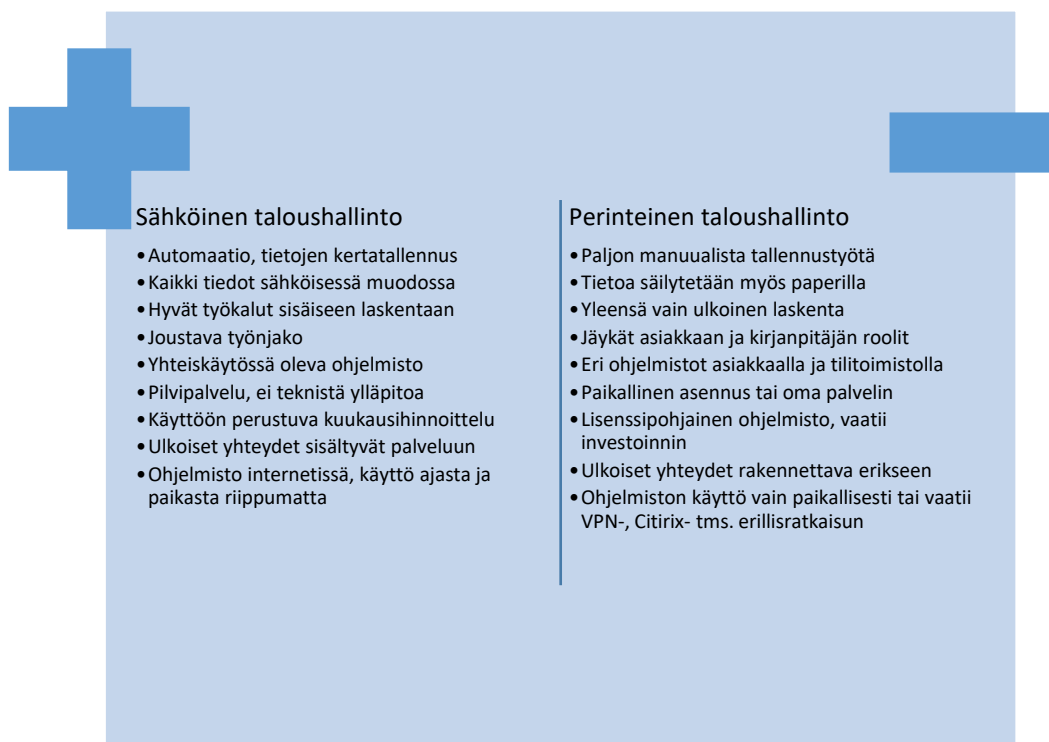 Sähköinen taloushallinto
•Automaatio, tietojen kertatallennus
•Kaikki tiedot sähköisessä muodossa
•Hyvät työkalut sisäiseen laskentaan
•Joustava työnjako
•Yhteiskäytössä oleva ohjelmisto
•Pilvipalvelu, ei teknistä ylläpitoa
•Käyttöön perustuva kuukausihinnoittelu
•Ulkoiset yhteydet sisältyvät palveluun
•Ohjelmisto internetissä, käyttö ajasta ja
paikasta riippumatta
Perinteinen taloushallinto
•Paljon manuualista tallennustyötä
•Tietoa säilytetään myös paperilla
•Yleensä vain ulkoinen laskenta
•Jäykät asiakkaan ja kirjanpitäjän roolit
•Eri ohjelmistot asiakkaalla ja tilitoimistolla
•Paikallinen asennus tai oma palvelin
•Lisenssipohjainen ohjelmisto, vaatii
investoinnin
•Ulkoiset yhteydet rakennettava erikseen
•Ohjelmiston käyttö vain paikallisesti tai vaatii
VPN-, Citirix- tms. erillisratkaisun